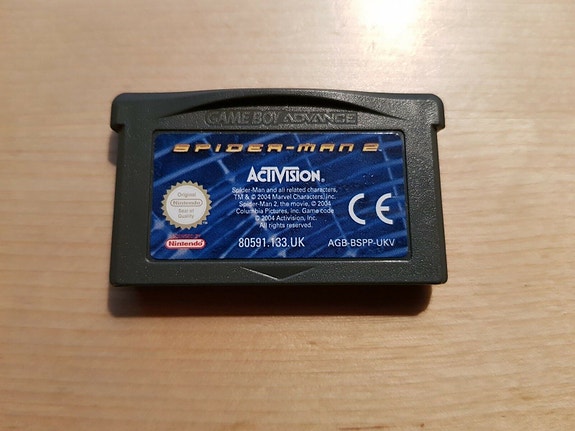 GAME BOY ADVANCE
SPIDER-MAN 2
ACTIVISION.
Spider-Man and all related characters,
TM & © 2004 Marvel Characters, Inc.
Spider-Man 2, the movie, © 2004
Columbia Pictures, Inc. Game code
© 2004 Activision, Inc.
All rights reserved.
Original
Nintendo
Seal of
Quality
CE
Nintendo
80591.133.UK
AGB-BSPP-UKV